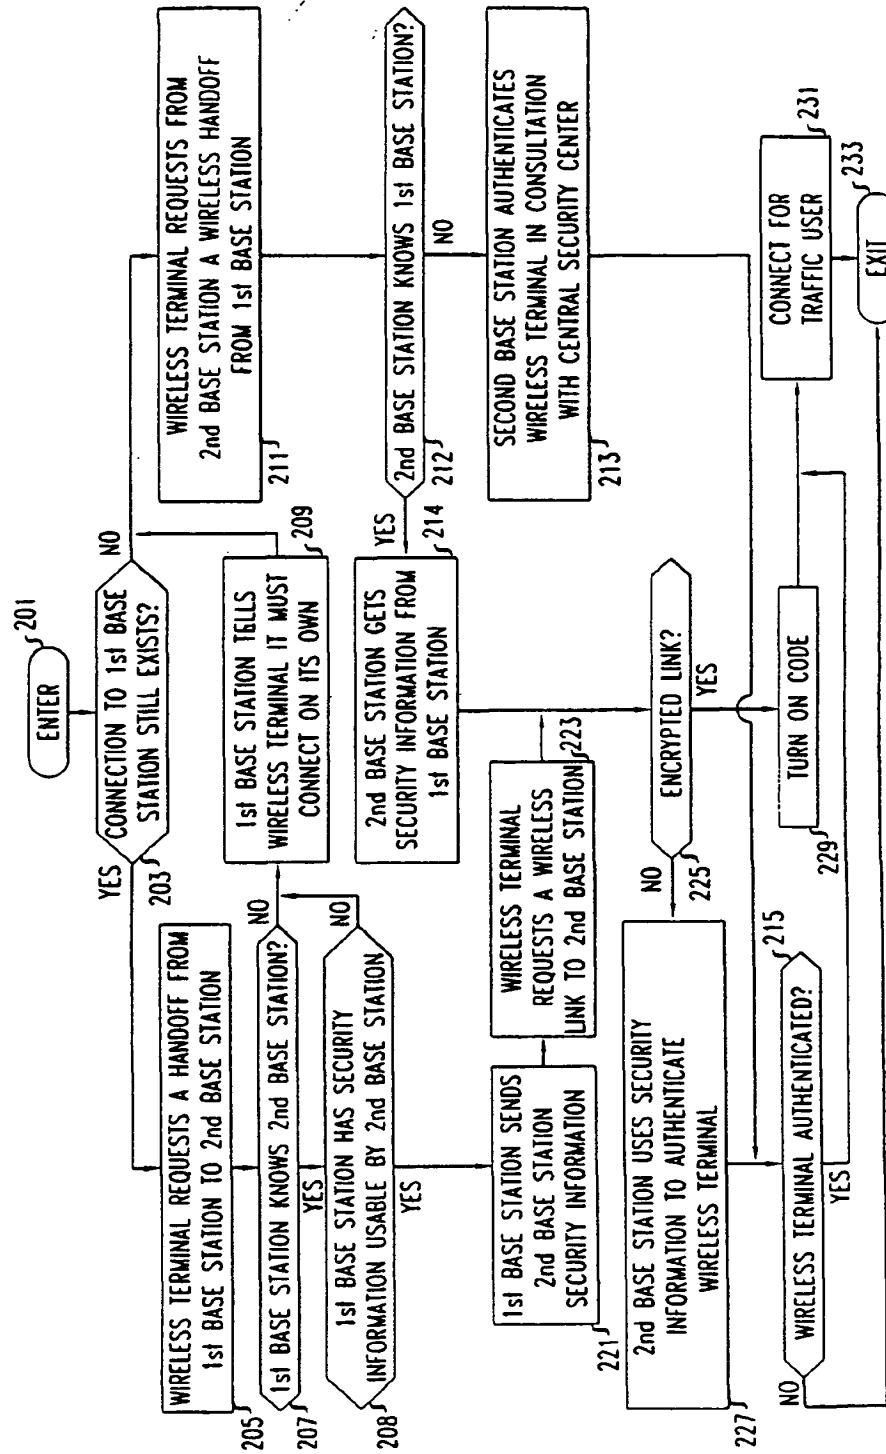 201
ENTER
CONNECTION TO 1st BASE
STATION STILL EXISTS?
203
YES
NO
WIRELESS TERMINAL REQUESTS A HANDOFF FROM
1st BASE STATION TO 2nd BASE STATION
205
1st BASE STATION KNOWS 2nd BASE STATION?
207
NO
YES
1st BASE STATION HAS SECURITY
INFORMATION USABLE BY 2nd BASE STATION
208
NO
YES
1st BASE STATION TELLS
WIRELESS TERMINAL IT MUST
CONNECT ON ITS OWN
209
WIRELESS TERMINAL REQUESTS FROM
2nd BASE STATION A WIRELESS HANDOFF
FROM 1st BASE STATION
211
2nd BASE STATION KNOWS 1st BASE STATION?
212
YES
NO
2nd BASE STATION GETS
SECURITY INFORMATION FROM
1st BASE STATION
214
SECOND BASE STATION AUTHENTICATES
WIRELESS TERMINAL IN CONSULTATION
WITH CENTRAL SECURITY CENTER
213
1st BASE STATION SENDS
2nd BASE STATION
SECURITY INFORMATION
221
WIRELESS TERMINAL
REQUESTS A WIRELESS
LINK TO 2nd BASE STATION
223
ENCRYPTED LINK?
225
NO
YES
2nd BASE STATION USES SECURITY
INFORMATION TO AUTHENTICATE
WIRELESS TERMINAL
227
TURN ON CODE
229
WIRELESS TERMINAL AUTHENTICATED?
215
NO
YES
CONNECT FOR
TRAFFIC USER
231
EXIT
233